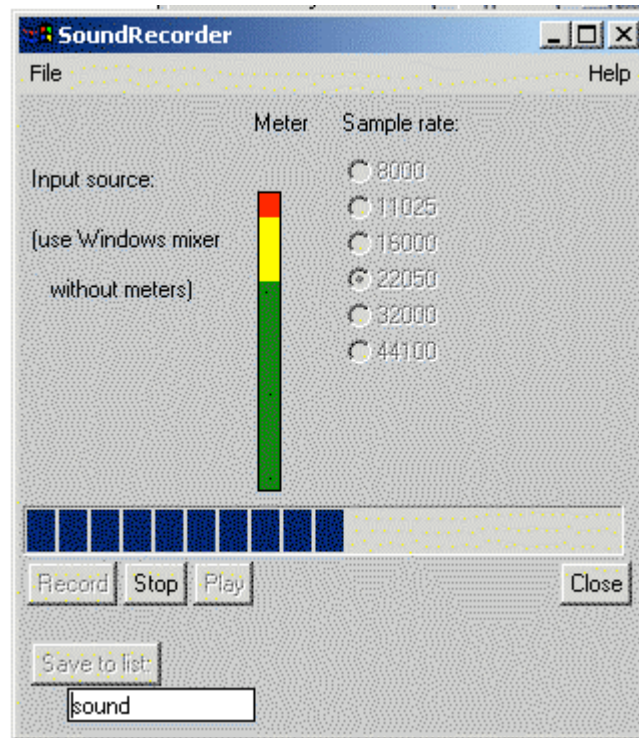 SoundRecorder
File Help
Meter Sample rate:
Input source:
(use Windows mixer
without meters)
8000
11025
16000
22050
32000
44100
Record Stop Play Close
Save to list:
sound